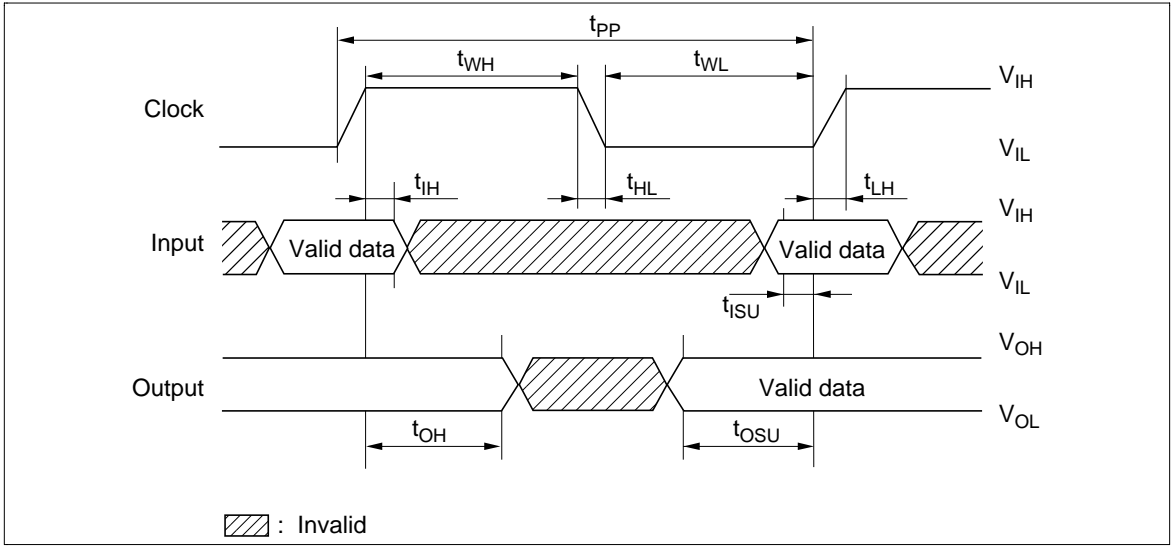 tPP
tWH tWL
Clock VIH
VIL
tIH tHL tLH
Input Valid data Valid data VIH
VIL
tISU
Output Valid data VOH
VOL
tOH tOSU
: Invalid